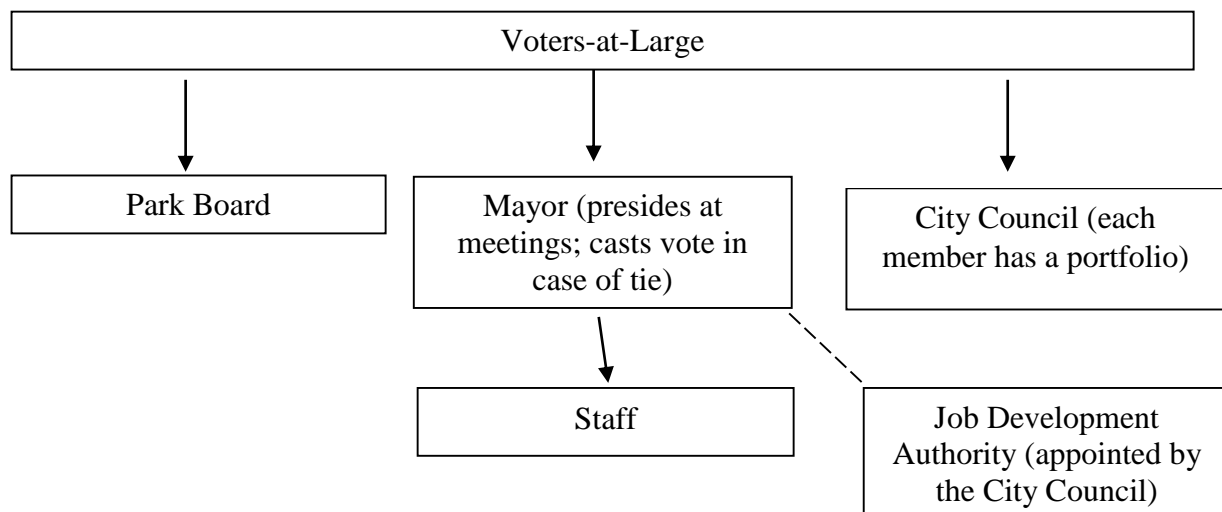 Voters-at-Large
Park Board
Mayor (presides at
meetings; casts vote in
case of tie)
City Council (each
member has a portfolio)
Staff
Job Development
Authority (appointed by
the City Council)